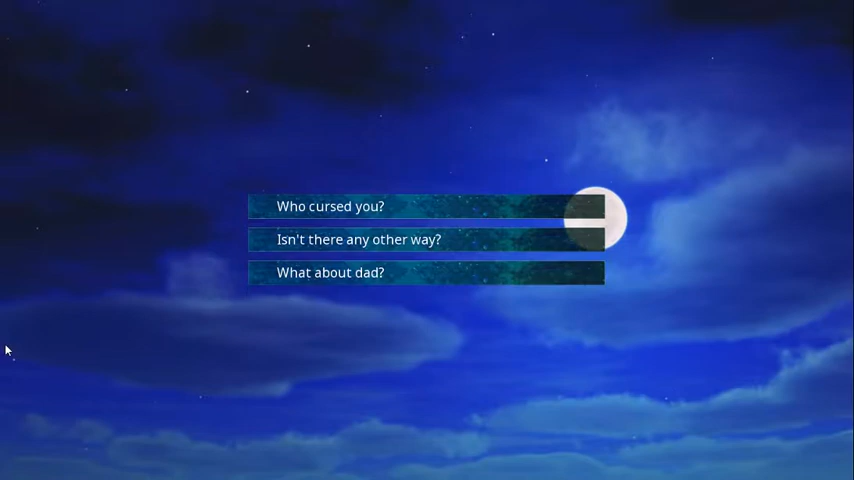 Who cursed you?
Isn't there any other way?
What about dad?